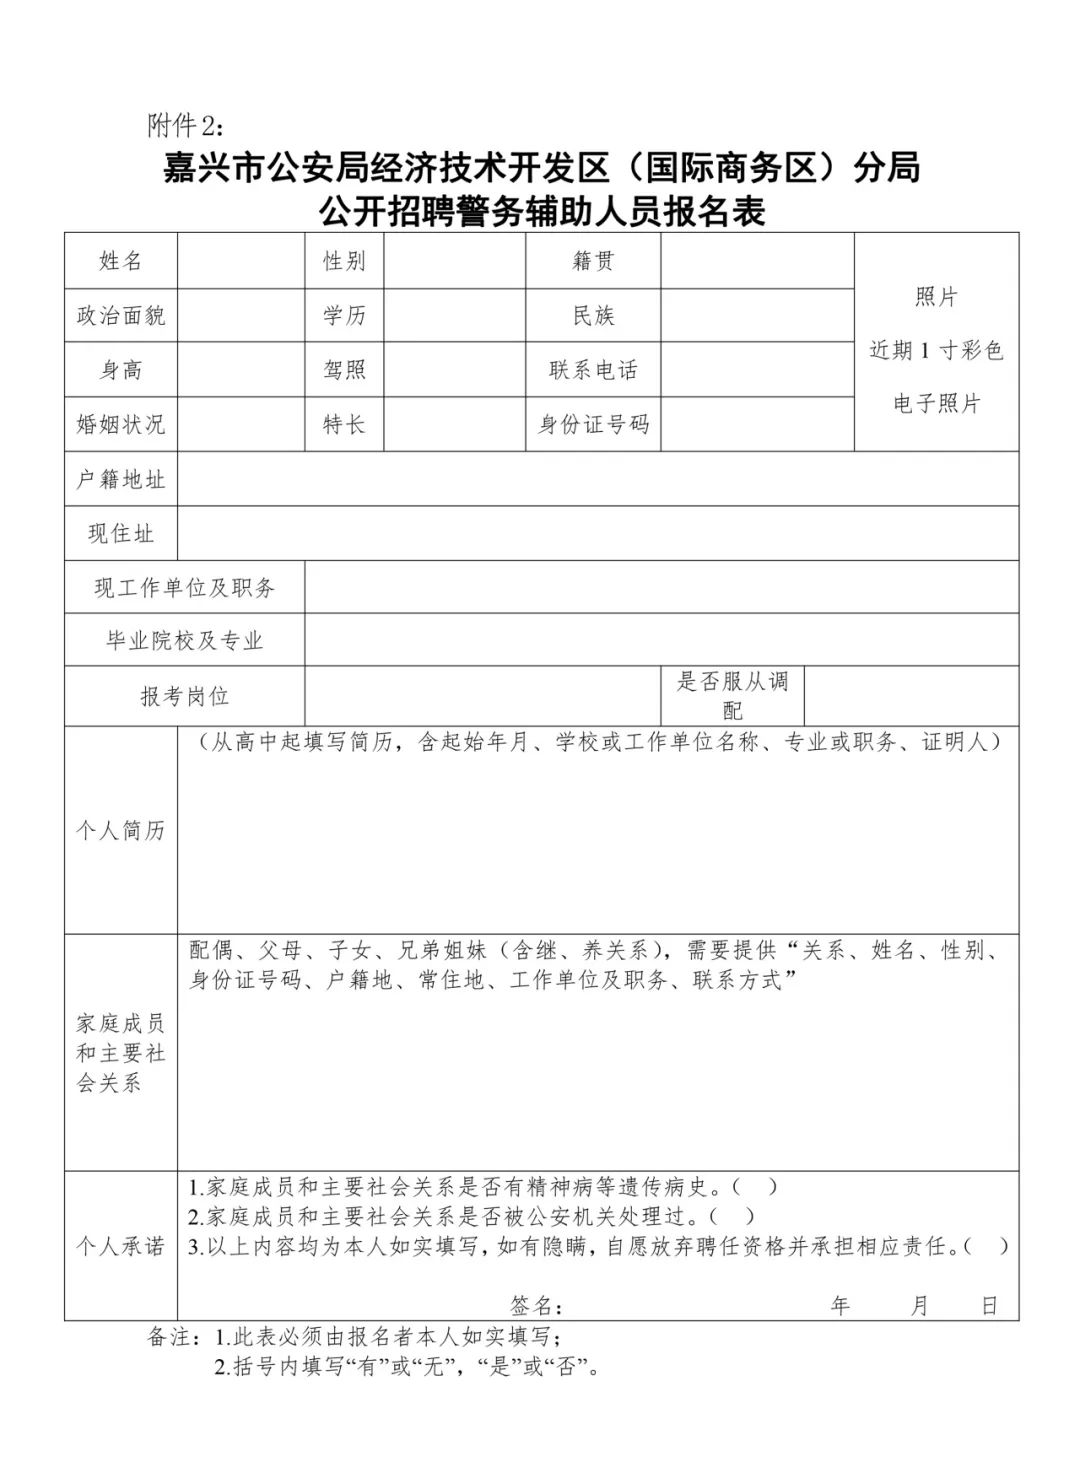 附件2：
嘉兴市公安局经济技术开发区（国际商务区）分局
公开招聘警务辅助人员报名表
姓名 性别 籍贯
照片
近期1寸彩色
电子照片
政治面貌 学历 民族
身高 驾照 联系电话
婚姻状况 特长 身份证号码
户籍地址
现住址
现工作单位及职务
毕业院校及专业
报考岗位 是否服从调
配
（从高中起填写简历，含起始年月、学校或工作单位名称、专业或职务、证明人）
个人简历
配偶、父母、子女、兄弟姐妹（含继、养关系），需要提供“关系、姓名、性别、
身份证号码、户籍地、常住地、工作单位及职务、联系方式”
家庭成员
和主要社
会关系
个人承诺
1.家庭成员和主要社会关系是否有精神病等遗传病史。（ ）
2.家庭成员和主要社会关系是否被公安机关处理过。（ ）
3.以上内容均为本人如实填写，如有隐瞒，自愿放弃聘任资格并承担相应责任。（ ）
签名： 年 月 日
备注：1.此表必须由报名者本人如实填写；
2.括号内填写“有”或“无”，“是”或“否”。